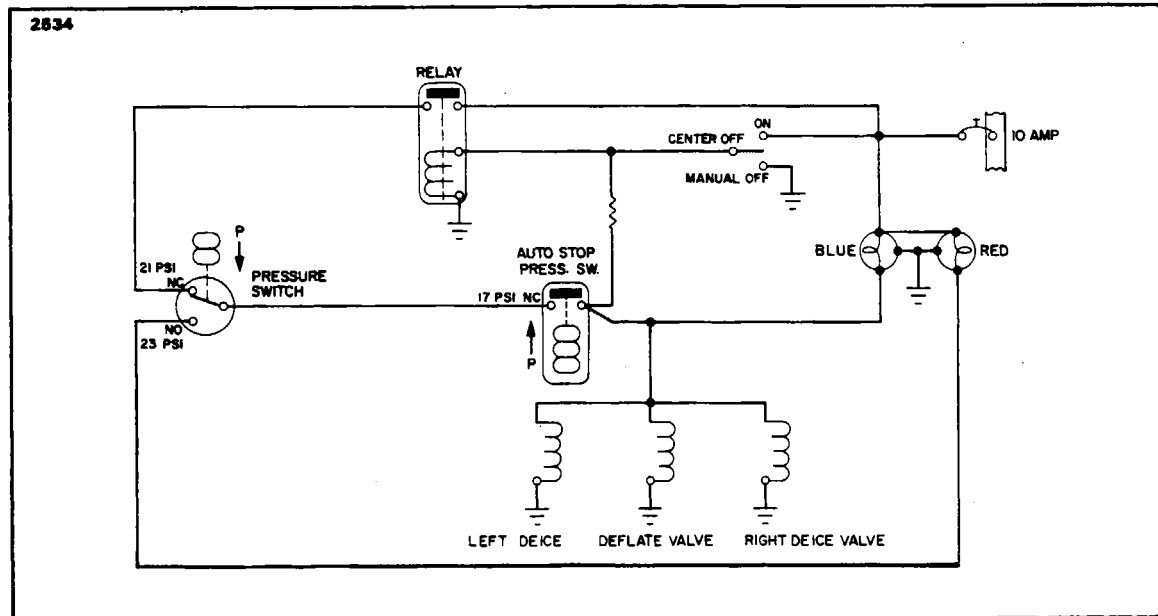 2634
RELAY
ON
CENTER OFF
10 AMP
MANUAL OFF
BLUE
RED
P
21 PSI
NC
PRESSURE
SWITCH
AUTO STOP
PRESS. SW.
17 PSI NC
NO
23 PSI
P
LEFT DEICE
DEFLATE VALVE
RIGHT DEICE VALVE